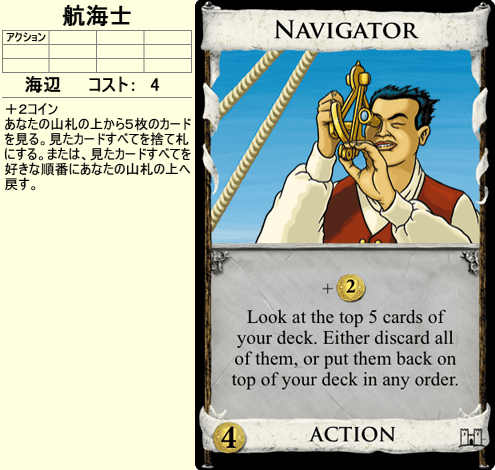 航海士
アクション
海辺 コスト： 4
＋2コイン
あなたの山札の上から5枚のカード
を見る。見たカードすべてを捨て札
にする。または、見たカードすべてを
好きな順番にあなたの山札の上へ
戻す。
NAVIGATOR
+ 2
Look at the top 5 cards of
your deck. Either discard all
of them, or put them back on
top of your deck in any order.
4 ACTION